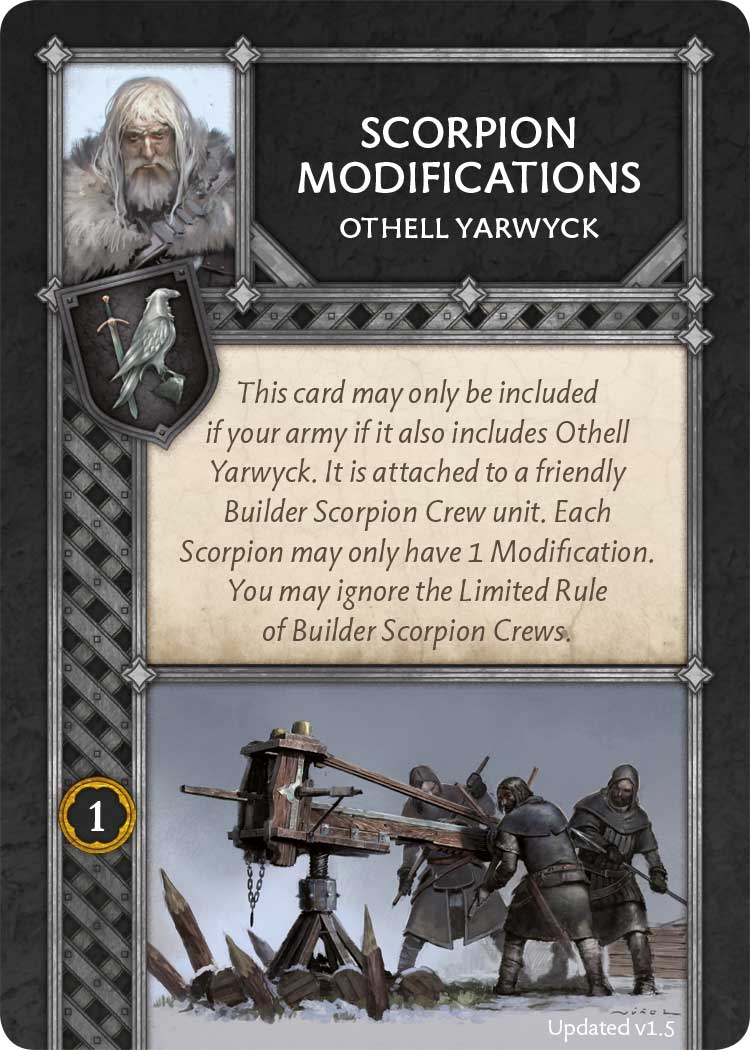 SCORPION
MODIFICATIONS
OTHELL YARWYCK
This card may only be included
if your army if it also includes Othell
Yarwyck. It is attached to a friendly
Builder Scorpion Crew unit. Each
Scorpion may only have 1 Modification.
You may ignore the Limited Rule
of Builder Scorpion Crews.
1
Updated v1.5